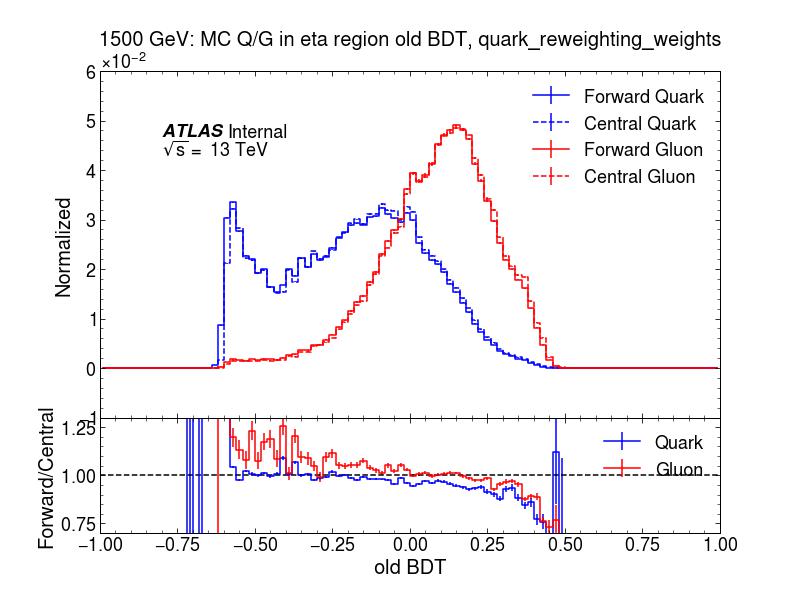 1500 GeV: MC Q/G in eta region old BDT, quark_reweighting_weights
×10⁻²
6
5
4
3
2
1
0
−1
Normalized
ATLAS Internal
√s = 13 TeV
Forward Quark
Central Quark
Forward Gluon
Central Gluon
1.25
1.00
0.75
Forward/Central
Quark
Gluon
−1.00 −0.75 −0.50 −0.25 0.00 0.25 0.50 0.75 1.00
old BDT